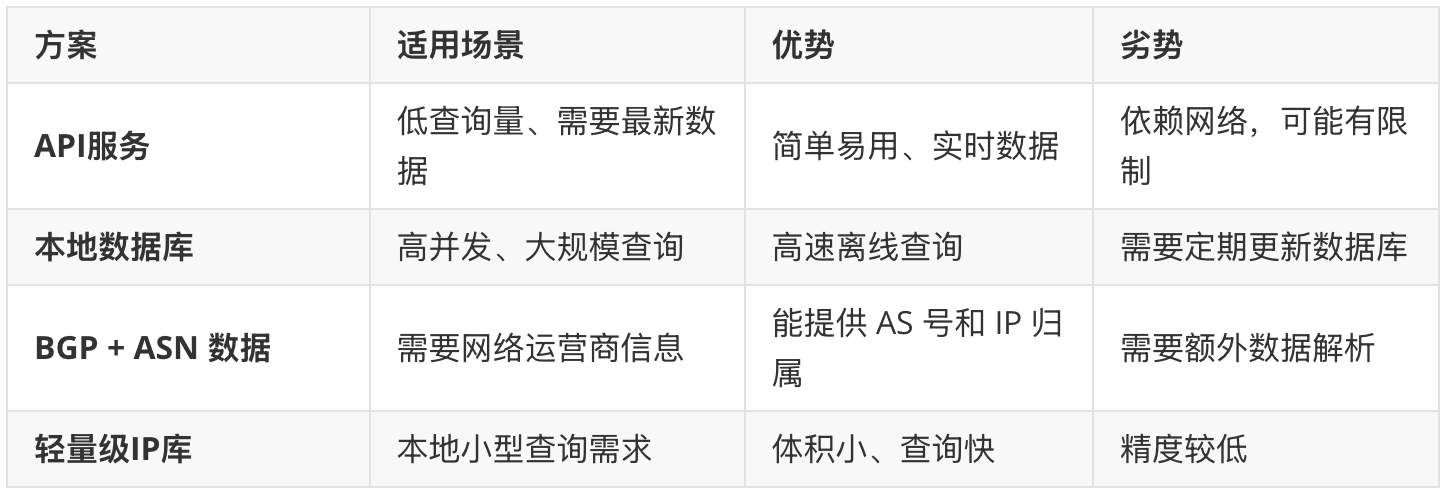 方案 适用场景 优势 劣势
API服务 低查询量、需要最新数据 简单易用、实时数据 依赖网络，可能有限制
本地数据库 高并发、大规模查询 高速离线查询 需要定期更新数据库
BGP + ASN 数据 需要网络运营商信息 能提供 AS 号和 IP 归属 需要额外数据解析
轻量级IP库 本地小型查询需求 体积小、查询快 精度较低